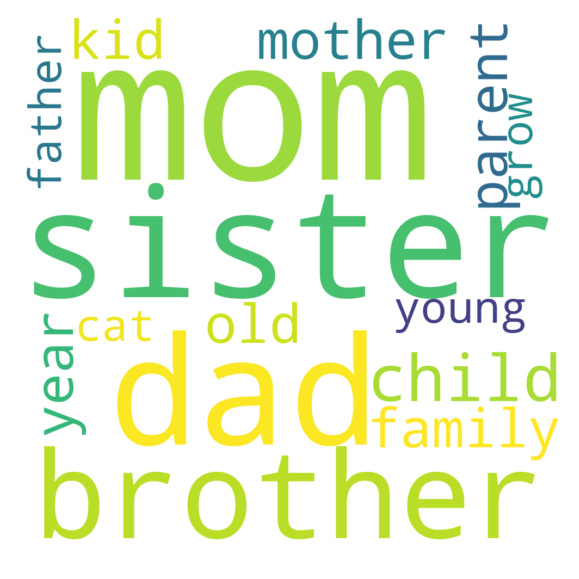 kid
mother
father
mom
parent
grow
sister
young
year
cat
old
dad
child
family
brother